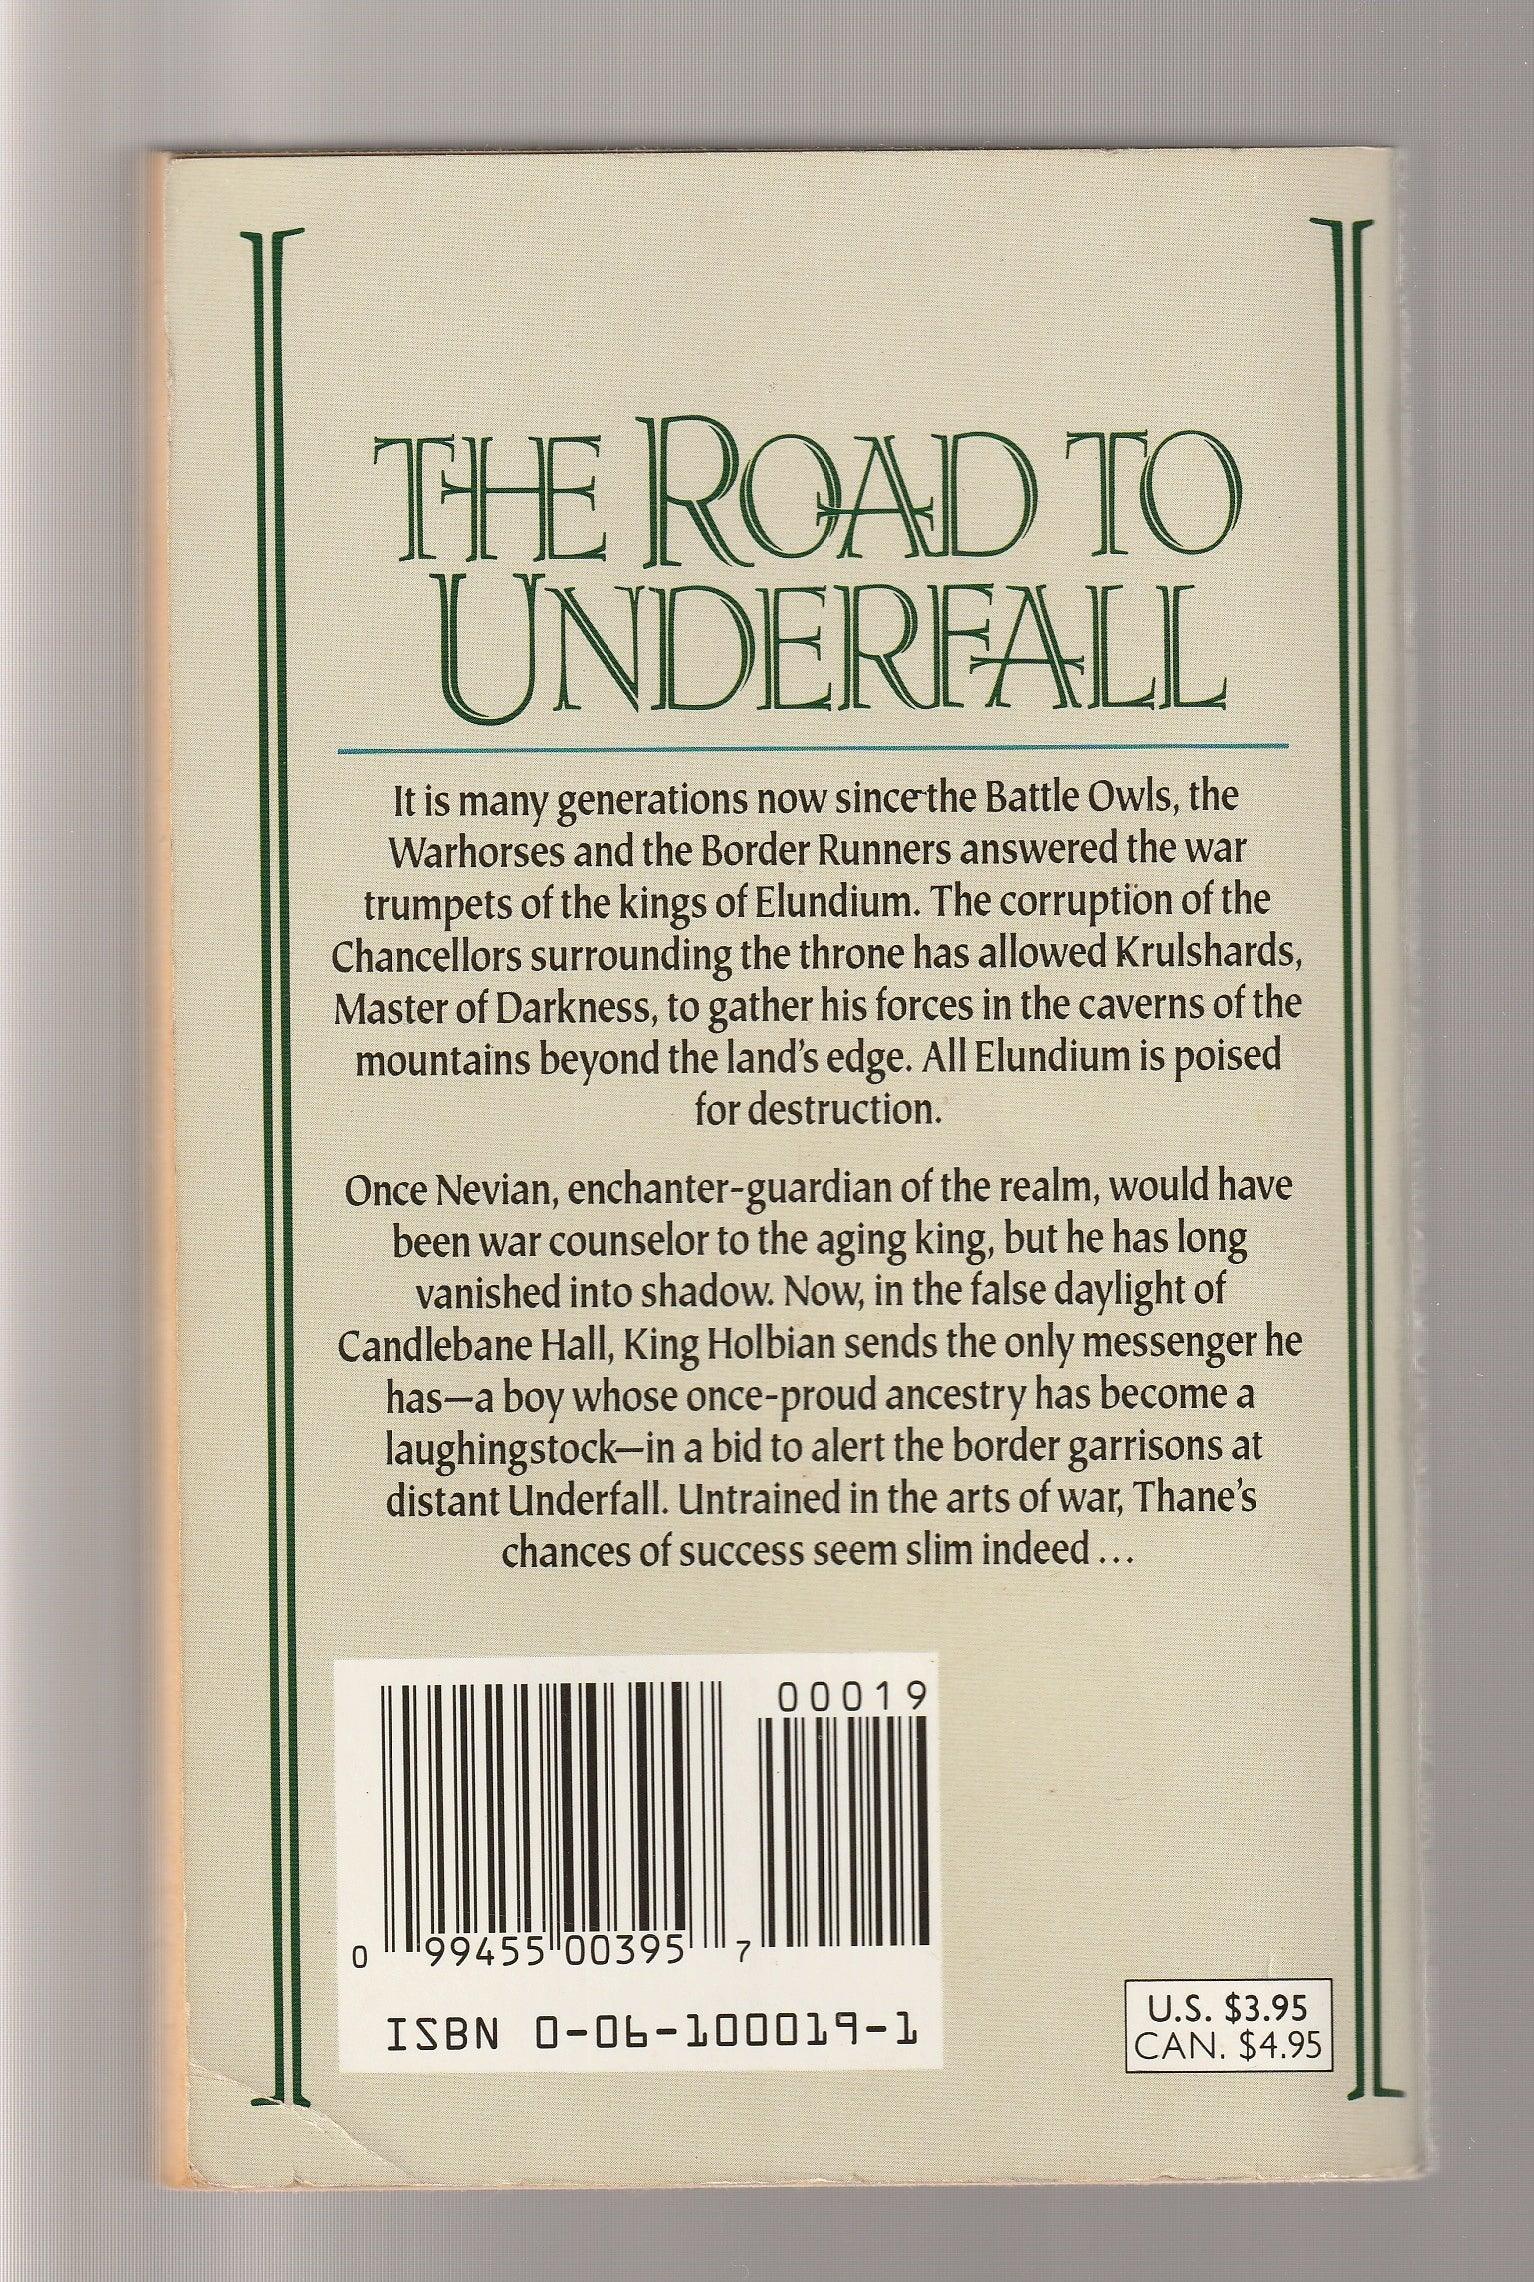 THE ROAD TO
UNDERFALL
It is many generations now since the Battle Owls, the
Warhorses and the Border Runners answered the war
trumpets of the kings of Elundium. The corruption of the
Chancellors surrounding the throne has allowed Krulshards,
Master of Darkness, to gather his forces in the caverns of the
mountains beyond the land's edge. All Elundium is poised
for destruction.
Once Nevian, enchanter-guardian of the realm, would have
been war counselor to the aging king, but he has long
vanished into shadow. Now, in the false daylight of
Candlebane Hall, King Holbian sends the only messenger he
has—a boy whose once-proud ancestry has become a
laughingstock—in a bid to alert the border garrisons at
distant Underfall. Untrained in the arts of war, Thane's
chances of success seem slim indeed ...
00019
0 99455 00395 7
ISBN 0-06-100019-1
U.S. $3.95
CAN. $4.95